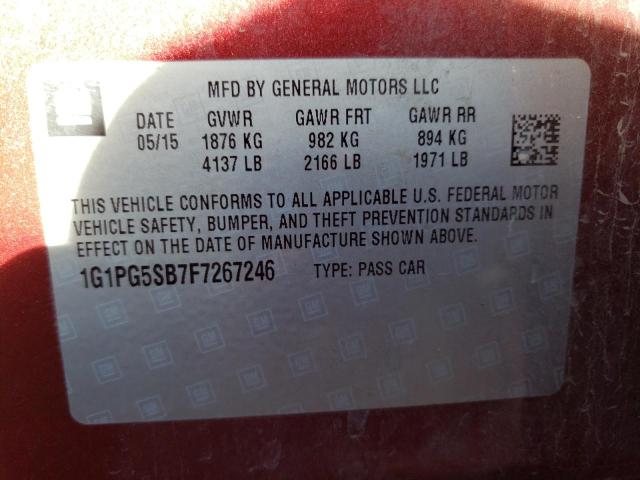 MFD BY GENERAL MOTORS LLC
DATE GVWR GAWR FRT GAWR RR
05/15 1876 KG 982 KG 894 KG
4137 LB 2166 LB 1971 LB
THIS VEHICLE CONFORMS TO ALL APPLICABLE U.S. FEDERAL MOTOR
VEHICLE SAFETY, BUMPER, AND THEFT PREVENTION STANDARDS IN
EFFECT ON THE DATE OF MANUFACTURE SHOWN ABOVE.
1G1PG5SB7F7267246 TYPE: PASS CAR